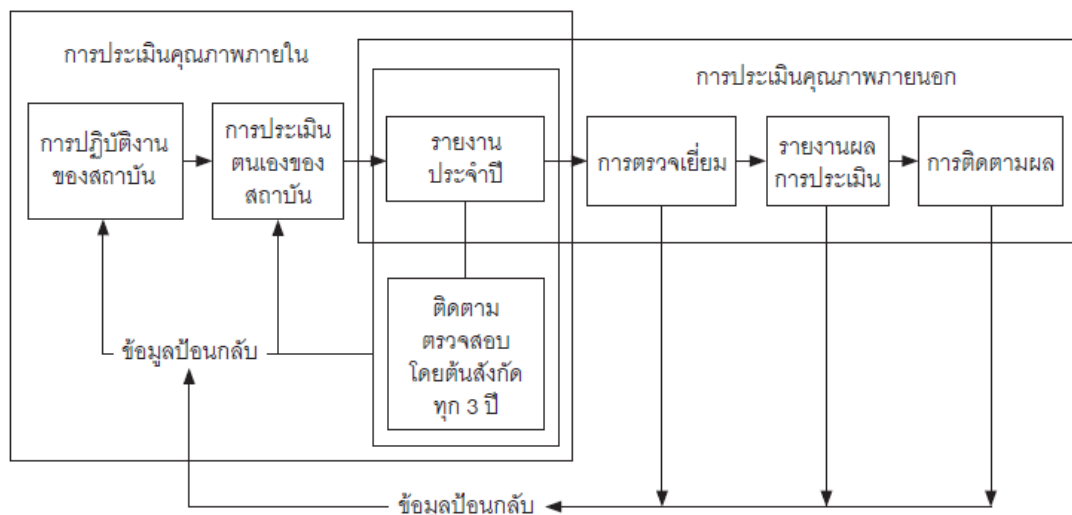 การประเมินคุณภาพภายใน
การประเมินคุณภาพภายนอก
การปฏิบัติงาน
ของสถาบัน
การประเมิน
ตนเองของ
สถาบัน
รายงาน
ประจำปี
การตรวจเยี่ยม
รายงานผล
การประเมิน
การติดตามผล
ติดตาม
ตรวจสอบ
โดยต้นสังกัด
ทุก 3 ปี
ข้อมูลป้อนกลับ
ข้อมูลป้อนกลับ